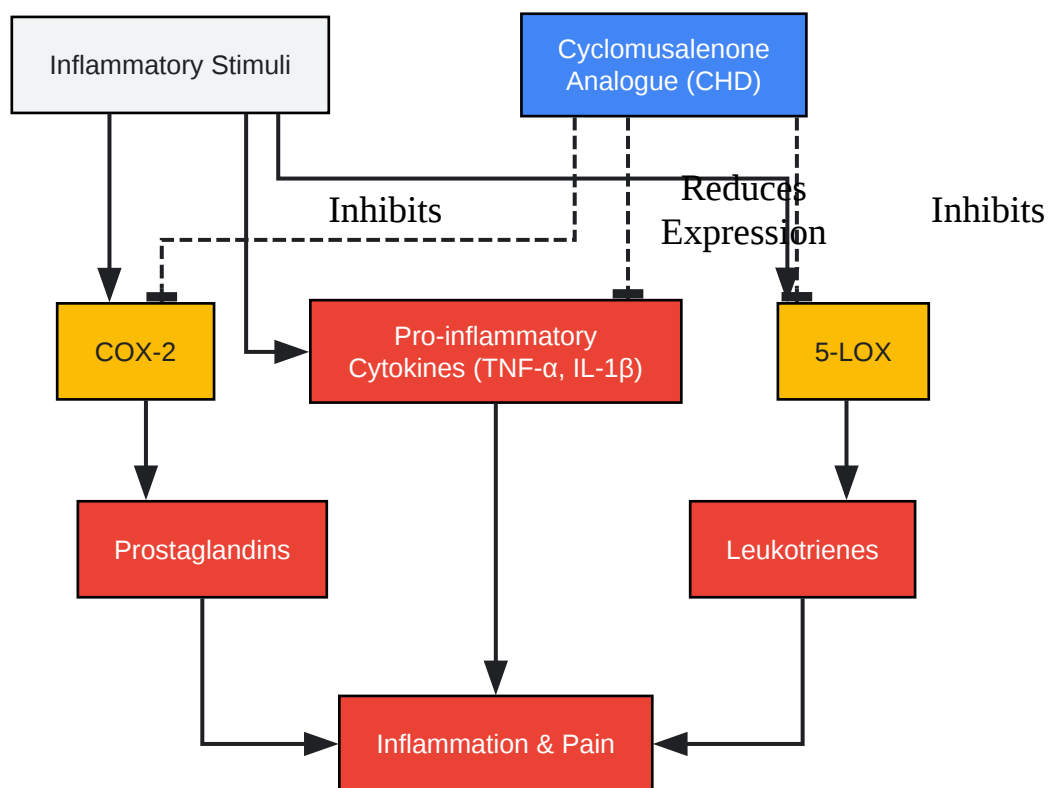 Inflammatory Stimuli
Cyclomusalenone
Analogue (CHD)
Inhibits
Reduces
Expression
Inhibits
COX-2
Pro-inflammatory
Cytokines (TNF-α, IL-1β)
5-LOX
Prostaglandins
Leukotrienes
Inflammation & Pain